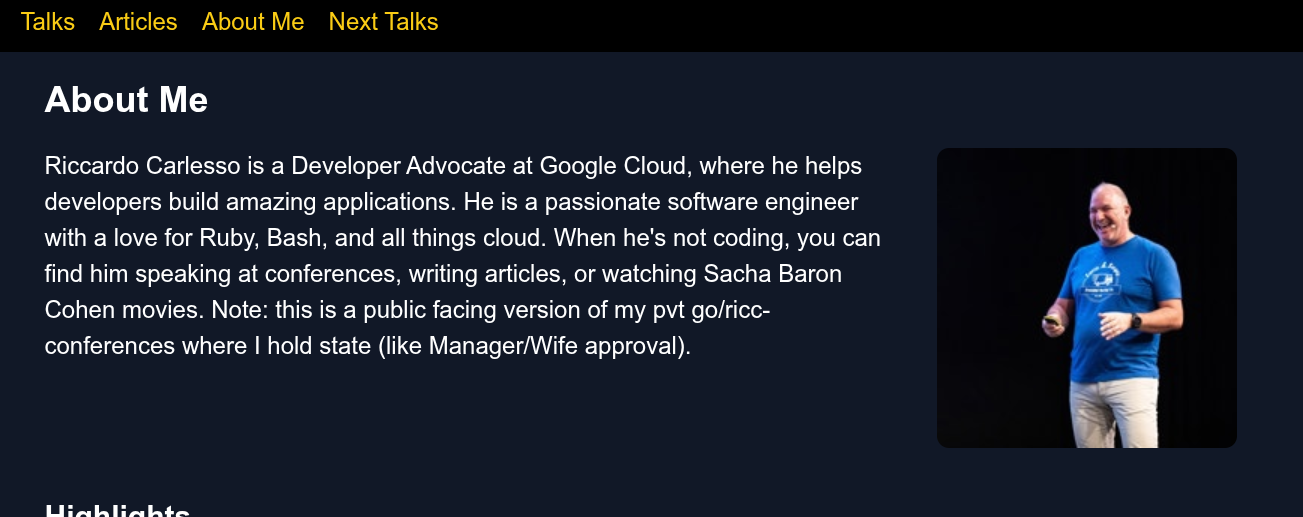 Talks Articles About Me Next Talks
About Me
Riccardo Carlesso is a Developer Advocate at Google Cloud, where he helps
developers build amazing applications. He is a passionate software engineer
with a love for Ruby, Bash, and all things cloud. When he's not coding, you can
find him speaking at conferences, writing articles, or watching Sacha Baron
Cohen movies. Note: this is a public facing version of my pvt go/ricc-
conferences where I hold state (like Manager/Wife approval).
Highlights